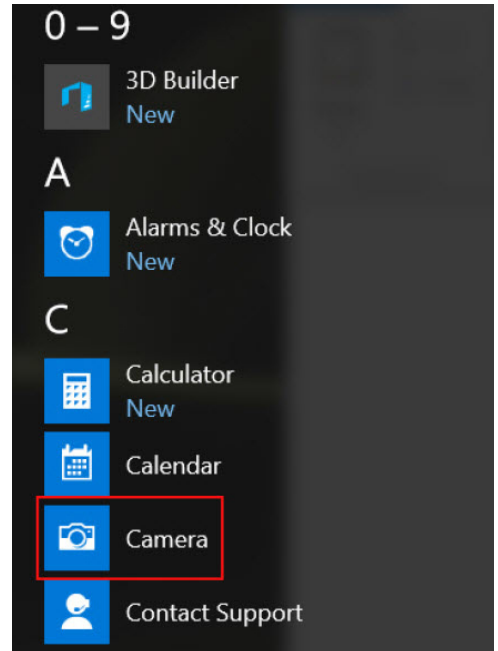 0 – 9
3D Builder
New
A
Alarms & Clock
New
C
Calculator
New
Calendar
Camera
Contact Support